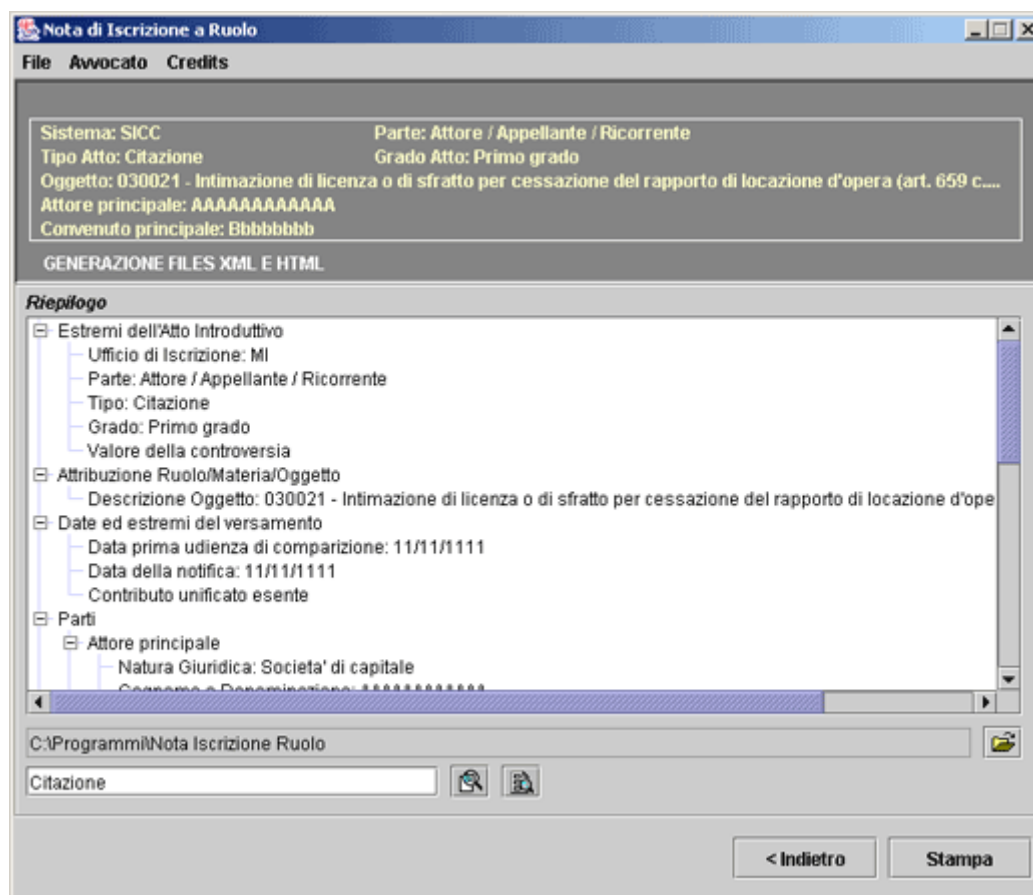 Nota di Iscrizione a Ruolo
File Avvocato Credits
Sistema: SICC Parte: Attore / Appellante / Ricorrente
Tipo Atto: Citazione Grado Atto: Primo grado
Oggetto: 030021 - Intimazione di licenza o di sfratto per cessazione del rapporto di locazione d'opera (art. 659 c....
Attore principale: AAAAAAAAAAAA
Convenuto principale: Bbbbbbbb
GENERAZIONE FILES XML E HTML
Riepilogo
Estremi dell'Atto Introduttivo
Ufficio di Iscrizione: MI
Parte: Attore / Appellante / Ricorrente
Tipo: Citazione
Grado: Primo grado
Valore della controversia
Attribuzione Ruolo/Materia/Oggetto
Descrizione Oggetto: 030021 - Intimazione di licenza o di sfratto per cessazione del rapporto di locazione d'ope
Date ed estremi del versamento
Data prima udienza di comparizione: 11/11/1111
Data della notifica: 11/11/1111
Contributo unificato esente
Parti
Attore principale
Natura Giuridica: Societa' di capitale
Cognome o Denominazione: AAAAAAAAAAAA
C:\Programmi\Nota Iscrizione Ruolo
Citazione
< Indietro Stampa